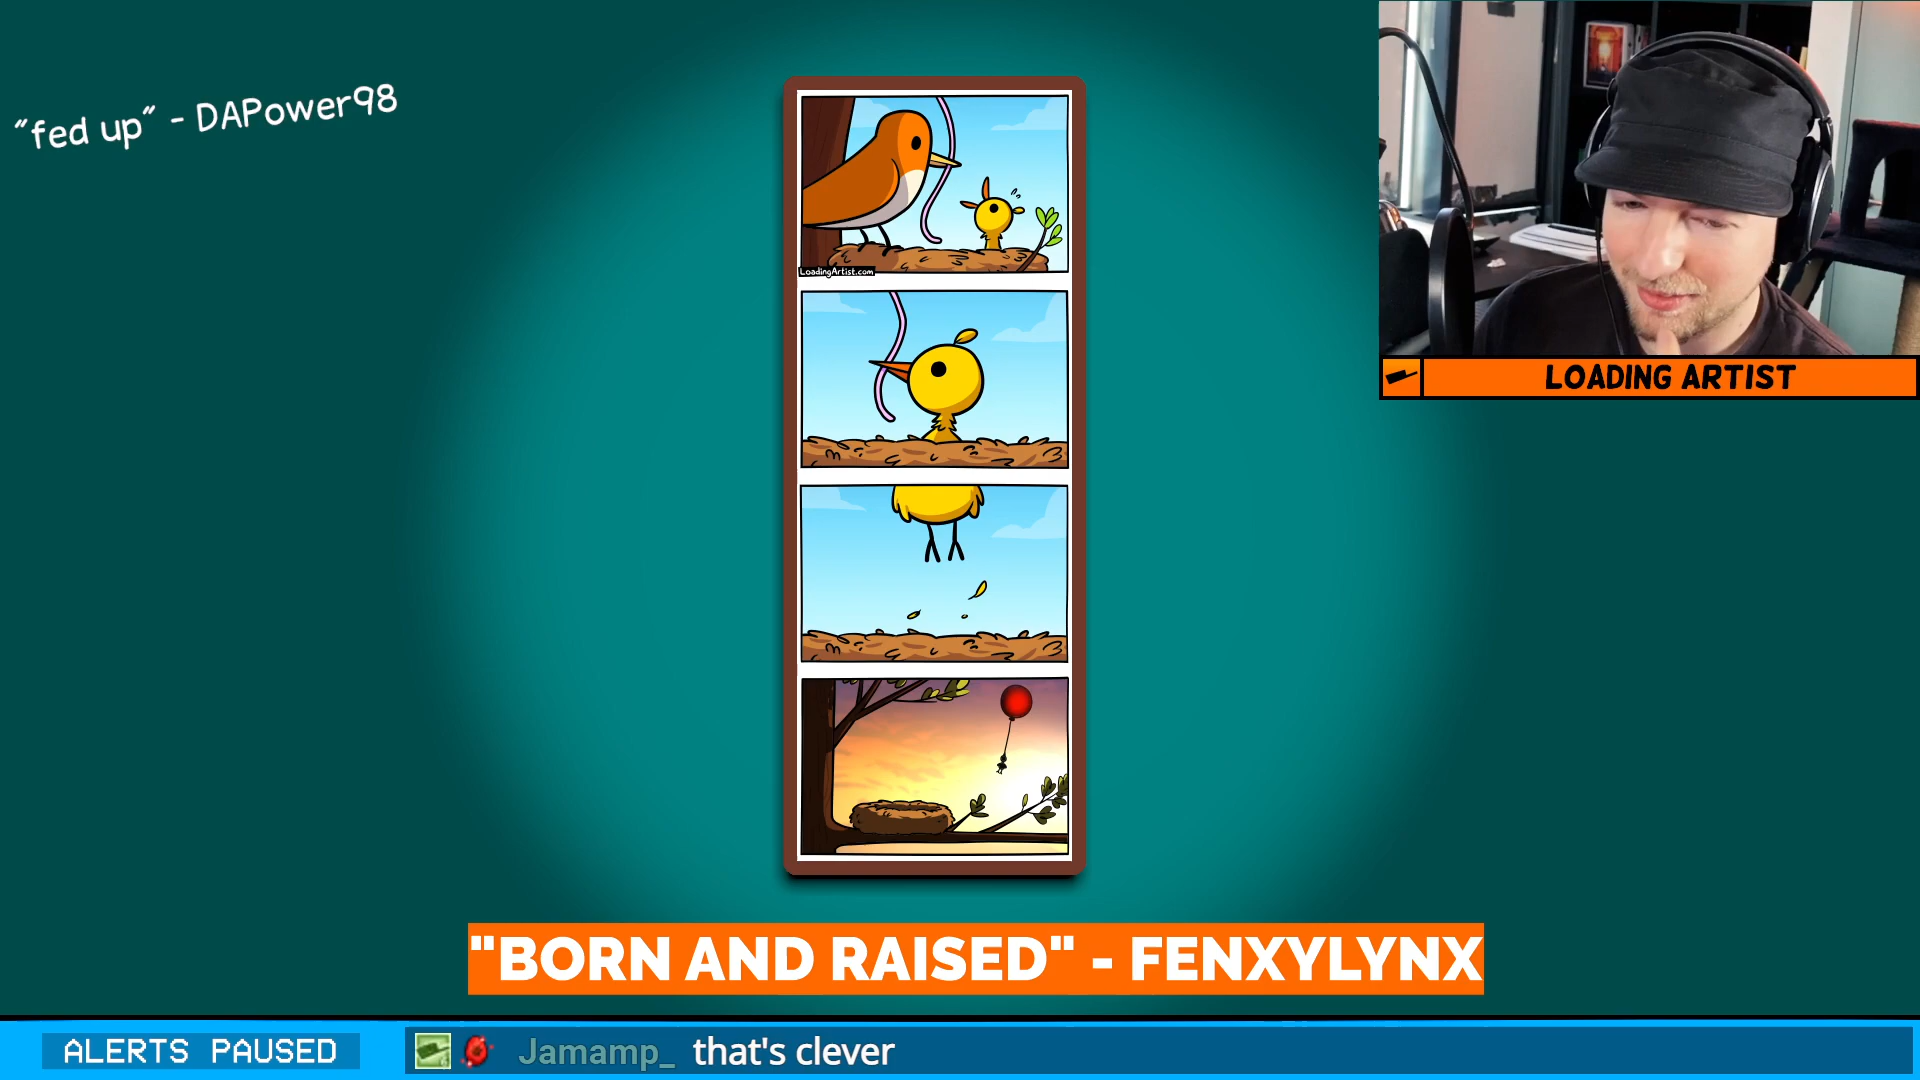 "fed up" - DAPower98
LoadingArtist.com
LOADING ARTIST
"BORN AND RAISED" - FENXYLYNX
ALERTS PAUSED
Jamamp_ that's clever